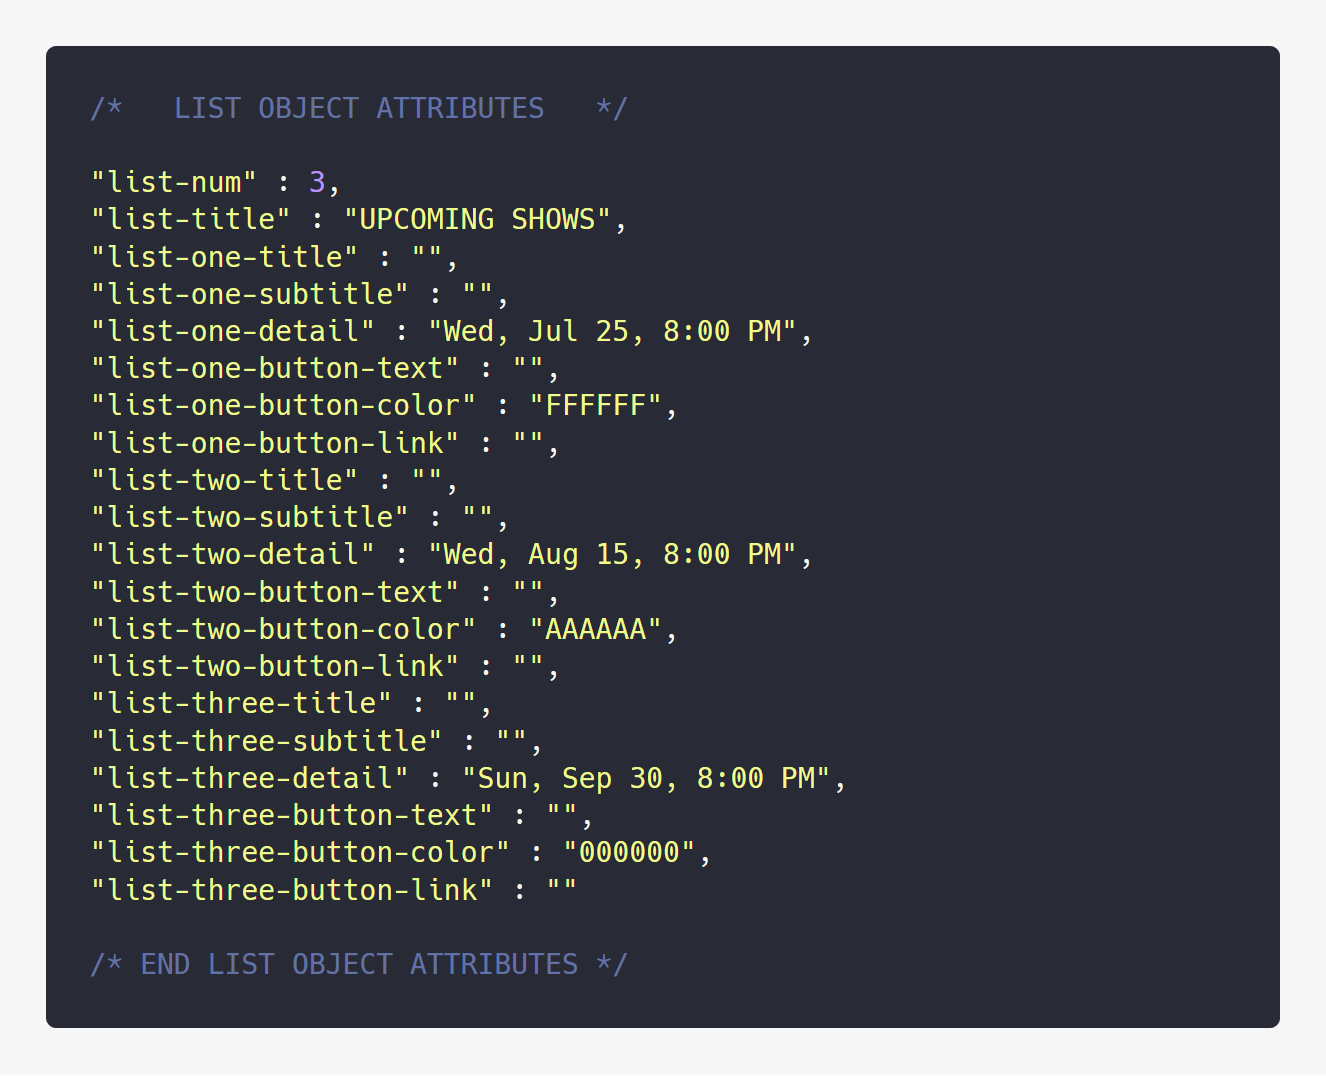 /*   LIST OBJECT ATTRIBUTES   */
"list-num" : 3,
"list-title" : "UPCOMING SHOWS",
"list-one-title" : "",
"list-one-subtitle" : "",
"list-one-detail" : "Wed, Jul 25, 8:00 PM",
"list-one-button-text" : "",
"list-one-button-color" : "FFFFFF",
"list-one-button-link" : "",
"list-two-title" : "",
"list-two-subtitle" : "",
"list-two-detail" : "Wed, Aug 15, 8:00 PM",
"list-two-button-text" : "",
"list-two-button-color" : "AAAAAA",
"list-two-button-link" : "",
"list-three-title" : "",
"list-three-subtitle" : "",
"list-three-detail" : "Sun, Sep 30, 8:00 PM",
"list-three-button-text" : "",
"list-three-button-color" : "000000",
"list-three-button-link" : ""
/* END LIST OBJECT ATTRIBUTES */